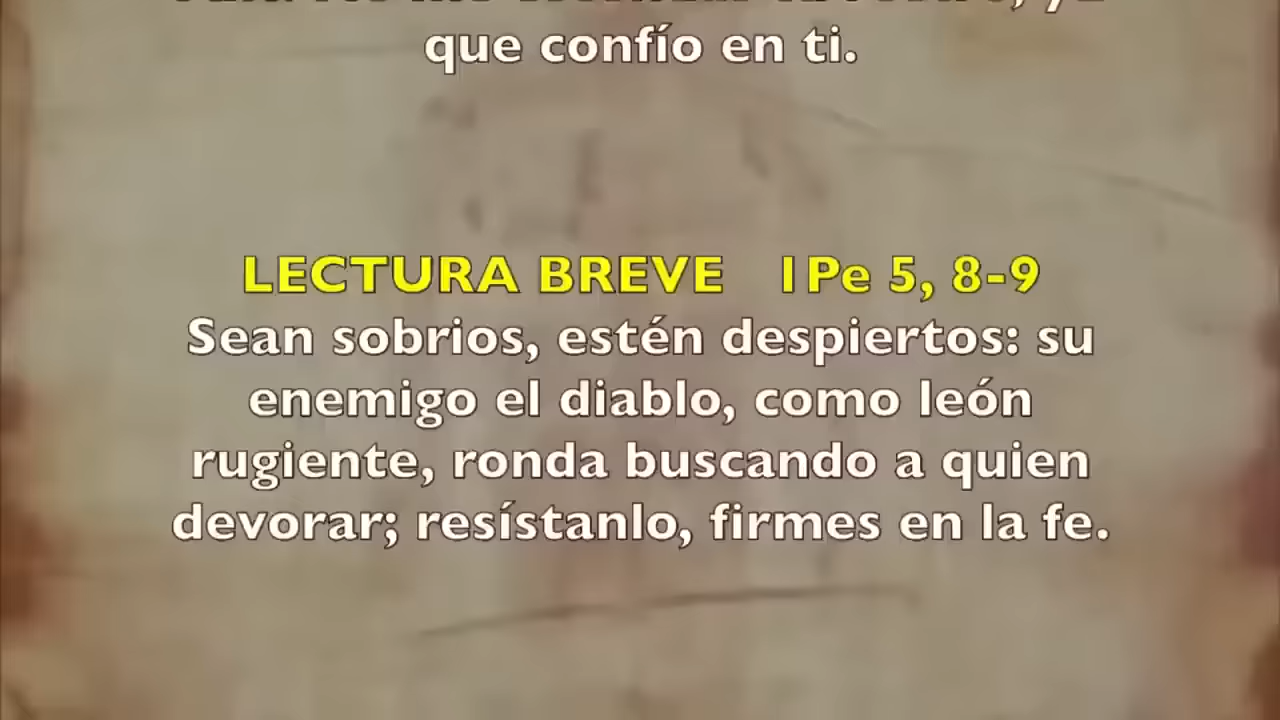 que confío en ti.
LECTURA BREVE 1Pe 5, 8-9
Sean sobrios, estén despiertos: su
enemigo el diablo, como león
rugiente, ronda buscando a quien
devorar; resístanlo, firmes en la fe.